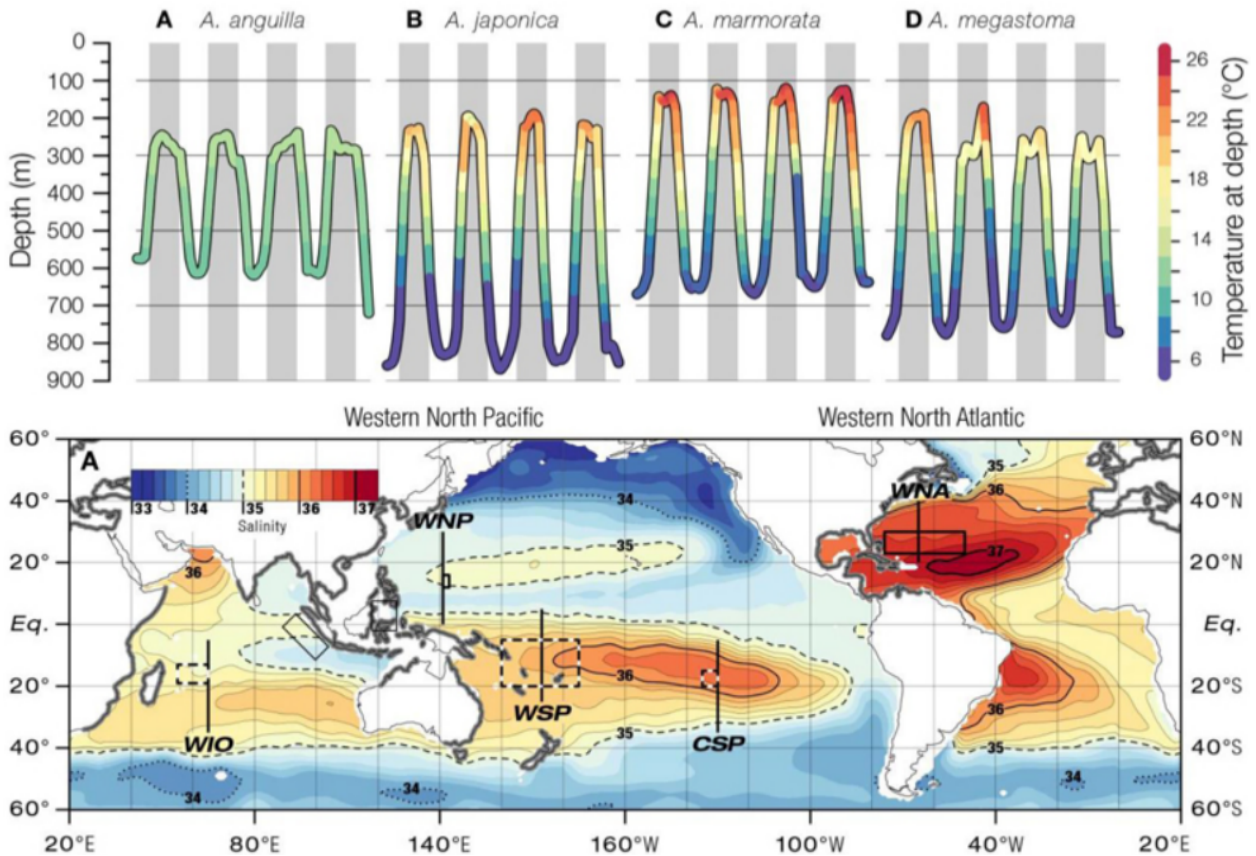 A A. anguilla B A. japonica C A. marmorata D A. megastoma
0
100
200
300
400
500
600
700
800
900
Depth (m)
26
22
18
14
10
6
Temperature at depth (°C)
Western North Pacific Western North Atlantic
60° 60°N
40° 40°N
20° 20°N
Eq. Eq.
20° 20°S
40° 40°S
60° 60°S
A
33 34 35 36 37
Salinity
WNP
WNA
34
35
36
35
36
37
36
35
36
35
34
34
34
36
WIO
WSP
CSP
20°E 80°E 140°E 160°W 100°W 40°W 20°E